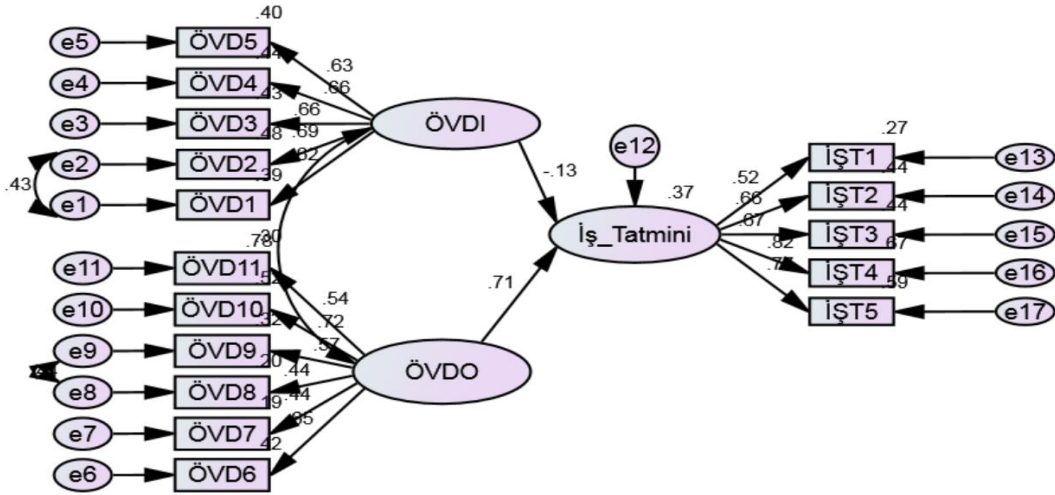 .40
e5 ÖVD5
.44 .63
e4 ÖVD4 .66
.43
e3 ÖVD3 .66 ÖVDI .27
.48 .69
e2 ÖVD2 .62 e12 İŞT1 e13
.43 .39 .52 .44
e1 ÖVD1 -.13 .37 .66 İŞT2 e14
.67 .44
İş_Tatmini İŞT3 e15
.78 .30 .82 .67
e11 ÖVD11 İŞT4 e16
.52 .54 .71 .59
e10 ÖVD10 .72 İŞT5 e17
.32 .57
e9 ÖVD9
.20 .44 ÖVDO
e8 ÖVD8 .44
.19
e7 ÖVD7
.42
e6 ÖVD6